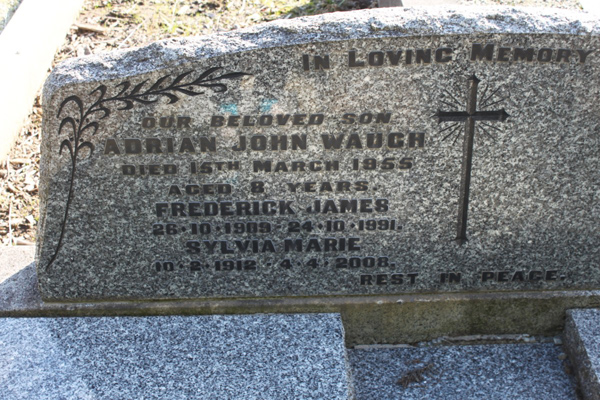 IN LOVING MEMORY
OUR BELOVED SON
ADRIAN JOHN WAUGH
DIED 15TH MARCH 1955
AGED 8 YEARS.
FREDERICK JAMES
26·10·1909 - 24·10·1991.
SYLVIA MARIE
10·2·1912 - 4·4·2008.
REST IN PEACE.